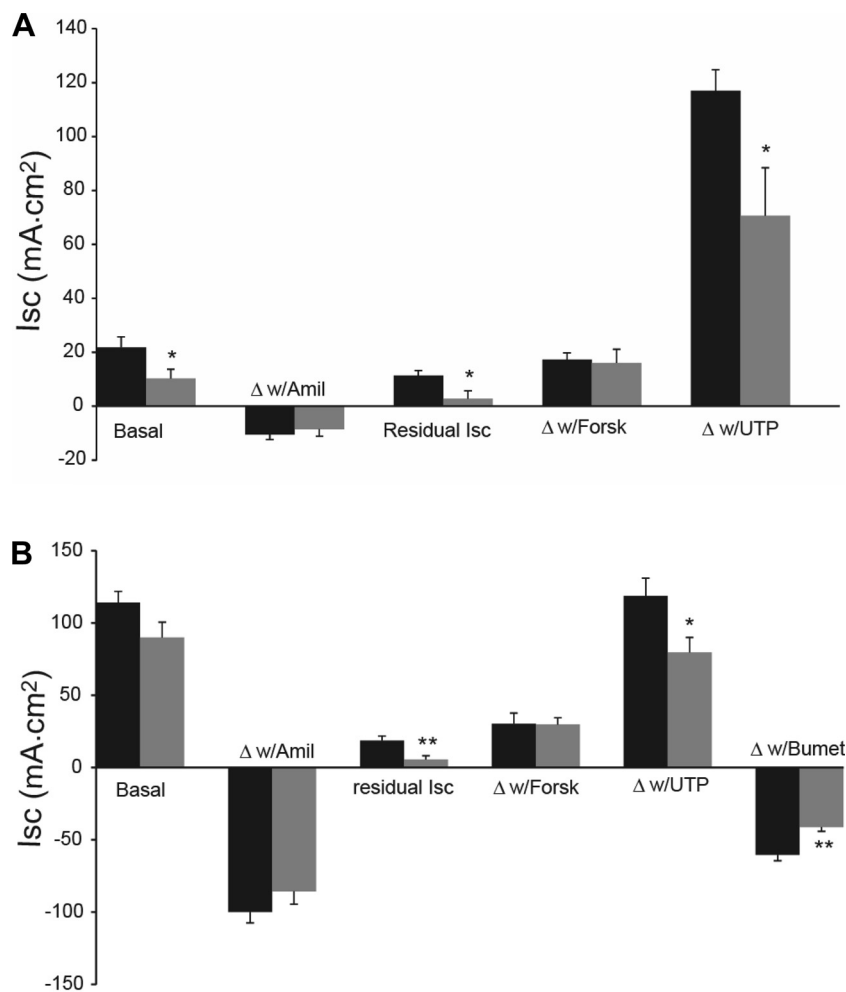 A
140
120
100
80
60
40
20
0
-20
Isc (mA.cm²)
*
*
*
Δ w/Amil
Basal
Residual Isc
Δ w/Forsk
Δ w/UTP
B
150
100
50
0
-50
-100
-150
Isc (mA.cm²)
*
**
Δ w/Amil
Δ w/Bumet
Basal
residual Isc
Δ w/Forsk
Δ w/UTP
**